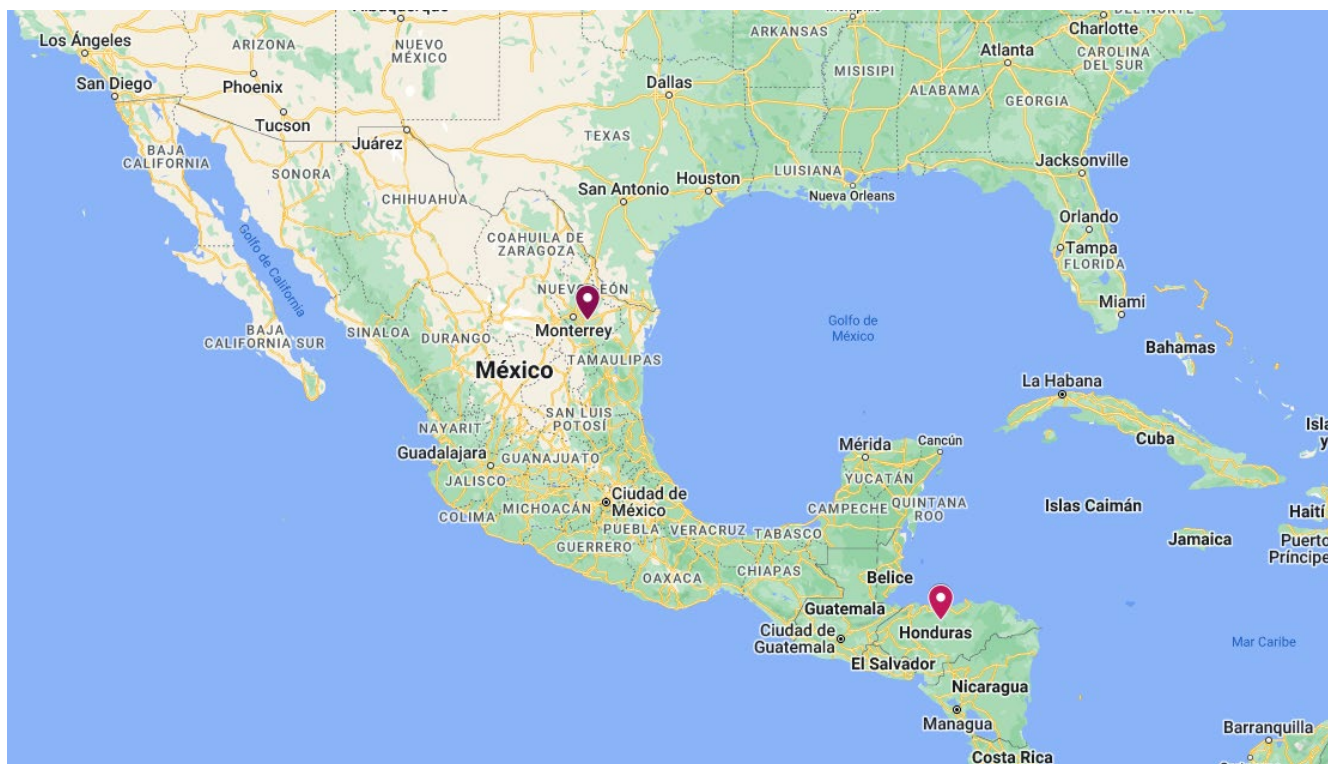 Los Ángeles
San Diego
ARIZONA
Phoenix
Tucson
NUEVO
MÉXICO
Juárez
BAJA
CALIFORNIA
SONORA
CHIHUAHUA
Dallas
TEXAS
San Antonio
Houston
ARKANSAS
MISISIPI
LUISIANA
Nueva Orleans
ALABAMA
Atlanta
GEORGIA
Charlotte
CAROLINA
DEL SUR
Jacksonville
Orlando
Tampa
FLORIDA
Miami
Golfo de California
COAHUILA DE
ZARAGOZA
NUEVO LEÓN
Monterrey
BAJA
CALIFORNIA SUR
SINALOA
DURANGO
TAMAULIPAS
México
Golfo de
México
Bahamas
La Habana
Cuba
SAN LUIS
POTOSÍ
NAYARIT
Guadalajara
GUANAJUATO
JALISCO
COLIMA
MICHOACÁN
Ciudad de
México
PUEBLA
VERACRUZ
TABASCO
GUERRERO
OAXACA
CHIAPAS
Mérida
Cancún
YUCATÁN
CAMPECHE
QUINTANA
ROO
Islas Caimán
Jamaica
Haití
Puerto
Príncipe
Belice
Guatemala
Ciudad de
Guatemala
Honduras
El Salvador
Nicaragua
Managua
Costa Rica
Mar Caribe
Barranquilla